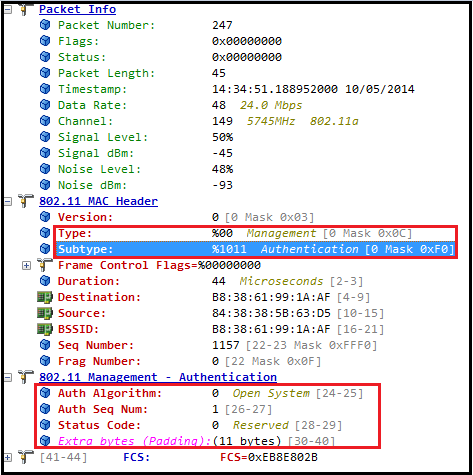 Packet Info
Packet Number: 247
Flags: 0x00000000
Status: 0x00000000
Packet Length: 45
Timestamp: 14:34:51.188952000 10/05/2014
Data Rate: 48 24.0 Mbps
Channel: 149 5745MHz 802.11a
Signal Level: 50%
Signal dBm: -45
Noise Level: 48%
Noise dBm: -93
802.11 MAC Header
Version: 0 [0 Mask 0x03]
Type: %00 Management [0 Mask 0x0C]
Subtype: %1011 Authentication [0 Mask 0xF0]
Frame Control Flags=%00000000
Duration: 44 Microseconds [2-3]
Destination: B8:38:61:99:1A:AF [4-9]
Source: 84:38:38:5B:63:D5 [10-15]
BSSID: B8:38:61:99:1A:AF [16-21]
Seq Number: 1157 [22-23 Mask 0xFFF0]
Frag Number: 0 [22 Mask 0x0F]
802.11 Management - Authentication
Auth Algorithm: 0 Open System [24-25]
Auth Seq Num: 1 [26-27]
Status Code: 0 Reserved [28-29]
Extra bytes (Padding):(11 bytes) [30-40]
[41-44] FCS: FCS=0xEB8E802B